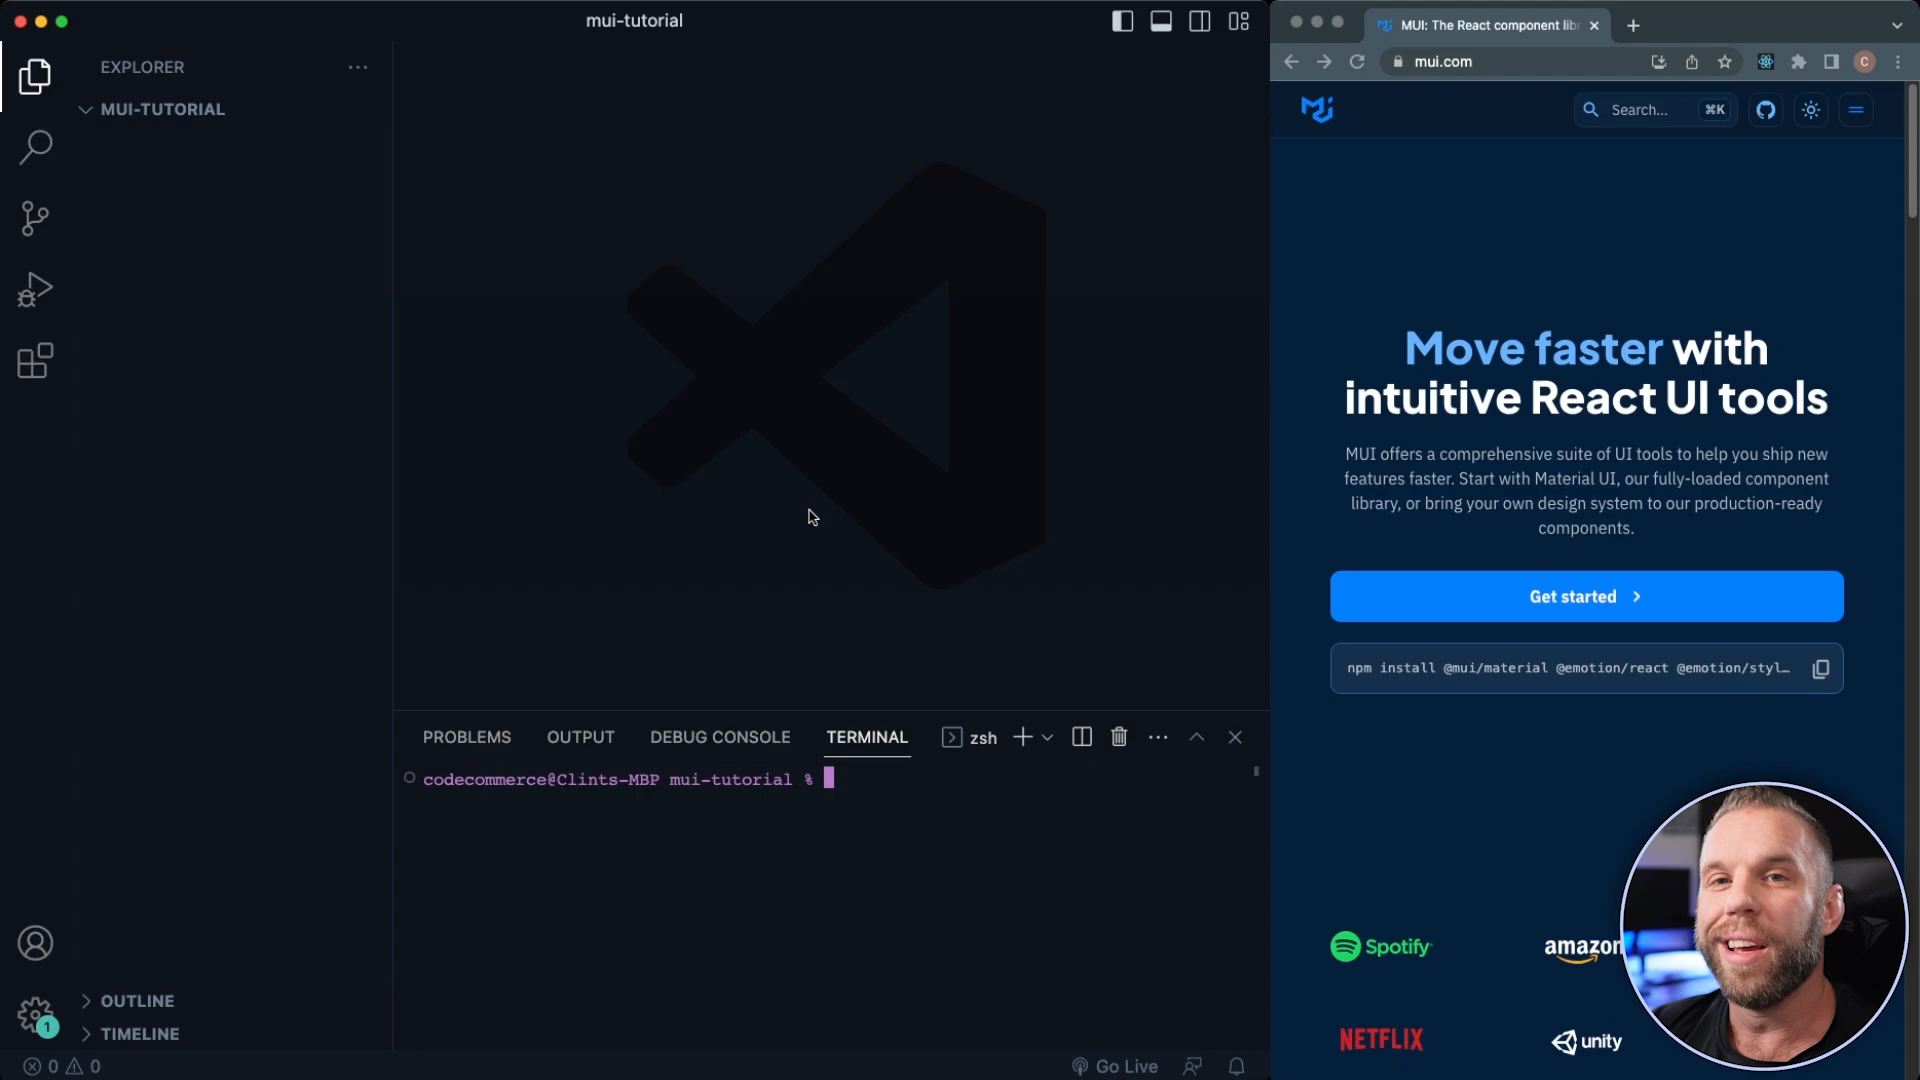 mui-tutorial
EXPLORER
MUI-TUTORIAL
PROBLEMS
OUTPUT
DEBUG CONSOLE
TERMINAL
zsh
codecommerce@Clints-MBP mui-tutorial %
OUTLINE
TIMELINE
1
0
0
Go Live
MUI: The React component lib
mui.com
C
Search...
⌘K
Move faster with
intuitive React UI tools
MUI offers a comprehensive suite of UI tools to help you ship new
features faster. Start with Material UI, our fully-loaded component
library, or bring your own design system to our production-ready
components.
Get started
npm install @mui/material @emotion/react @emotion/styl…
Spotify
amazon
NETFLIX
unity